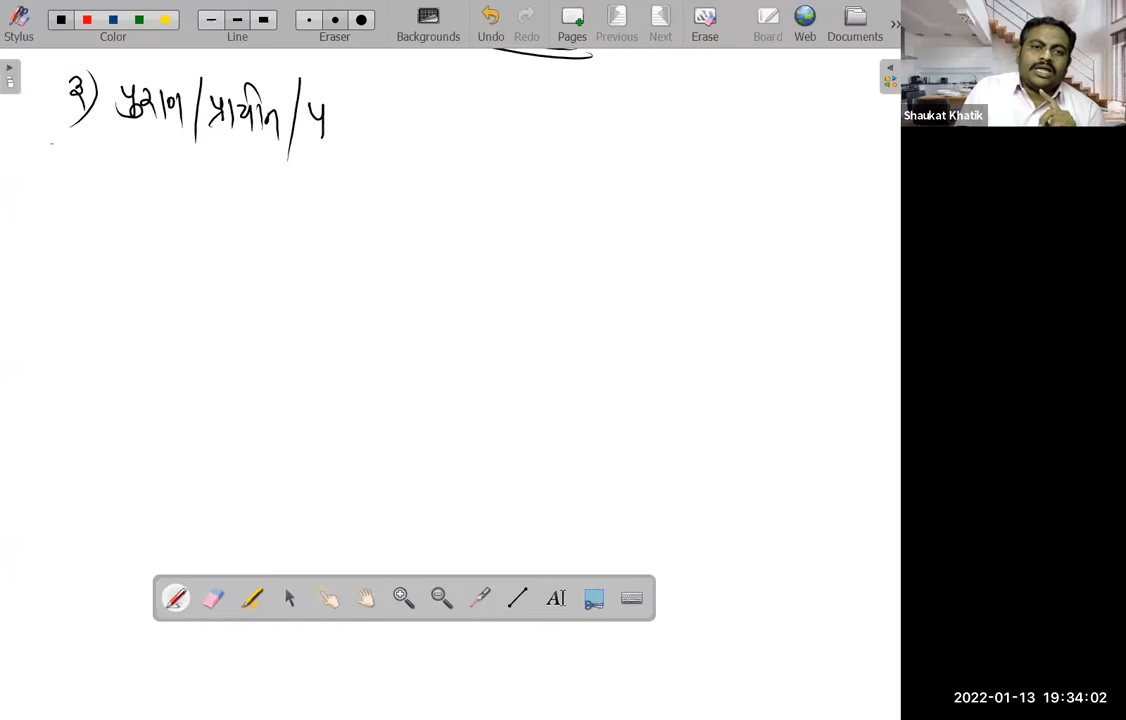 Stylus Color Line Eraser Backgrounds Undo Redo Pages Previous Next Erase Board Web Documents
Shaukat Khatik
३) पुराण / प्राचीन / प
2022-01-13 19:34:02